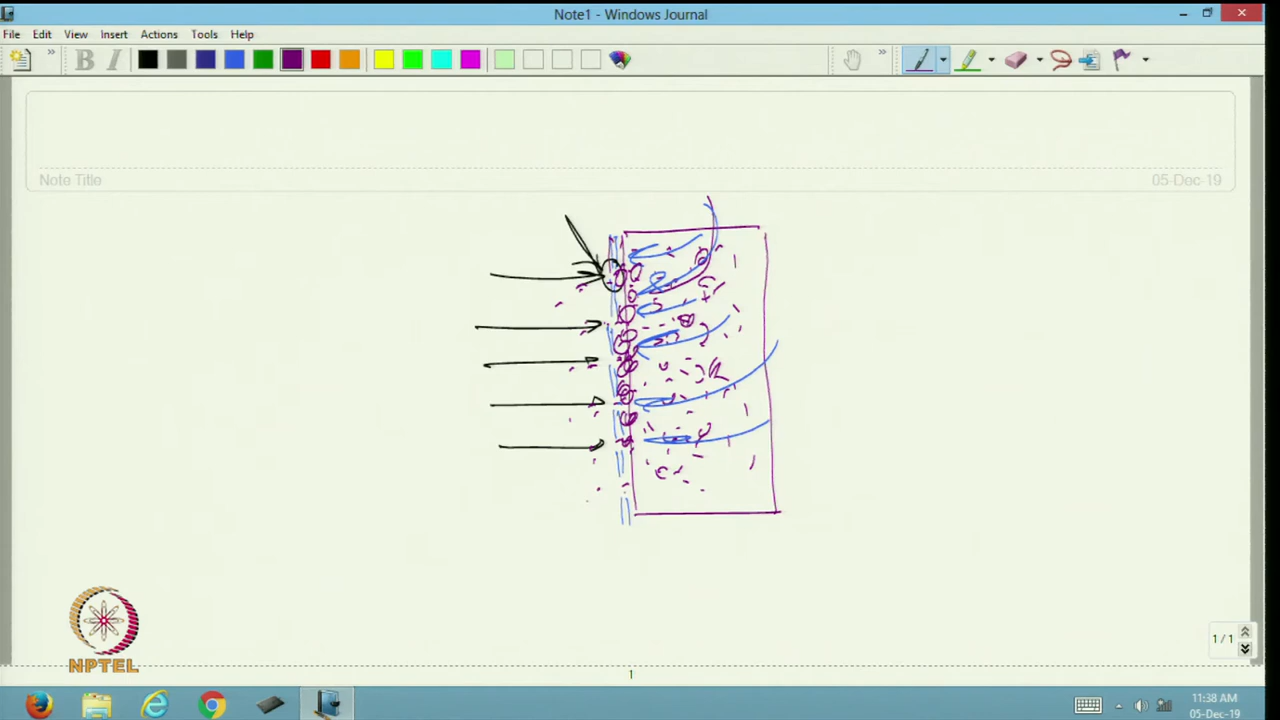 Note1 - Windows Journal
File Edit View Insert Actions Tools Help
B I
Note Title
05-Dec-19
NPTEL
1 / 1
1
11:38 AM
05-Dec-19